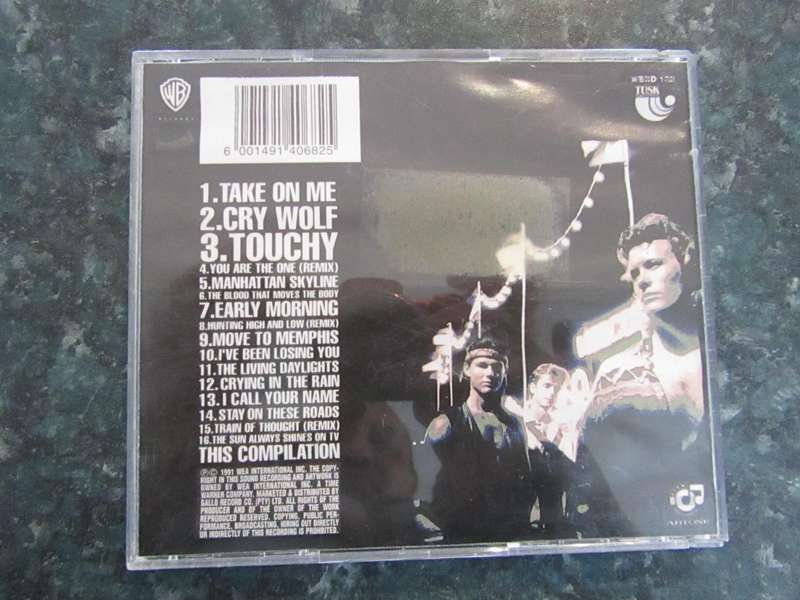 WB
TUSK
6 001491 406825
1.TAKE ON ME
2.CRY WOLF
3.TOUCHY
4.YOU ARE THE ONE (REMIX)
5.MANHATTAN SKYLINE
6.THE BLOOD THAT MOVES THE BODY
7.EARLY MORNING
8.HUNTING HIGH AND LOW (REMIX)
9.MOVE TO MEMPHIS
10.I'VE BEEN LOSING YOU
11.THE LIVING DAYLIGHTS
12.CRYING IN THE RAIN
13.I CALL YOUR NAME
14.STAY ON THESE ROADS
15.TRAIN OF THOUGHT (REMIX)
16.THE SUN ALWAYS SHINES ON TV
THIS COMPILATION
Ⓟ© 1991 WEA INTERNATIONAL INC. THE COPY-
RIGHT IN THIS SOUND RECORDING AND ARTWORK IS
OWNED BY WEA INTERNATIONAL INC. A TIME
WARNER COMPANY. MARKETED & DISTRIBUTED BY
GALLO RECORD CO. (PTY) LTD. ALL RIGHTS OF THE
PRODUCER AND OF THE OWNER OF THE WORK
REPRODUCED RESERVED. COPYING, PUBLIC PER-
FORMANCE, BROADCASTING, HIRING OUT DIRECTLY
OR INDIRECTLY OF THIS RECORDING IS PROHIBITED.